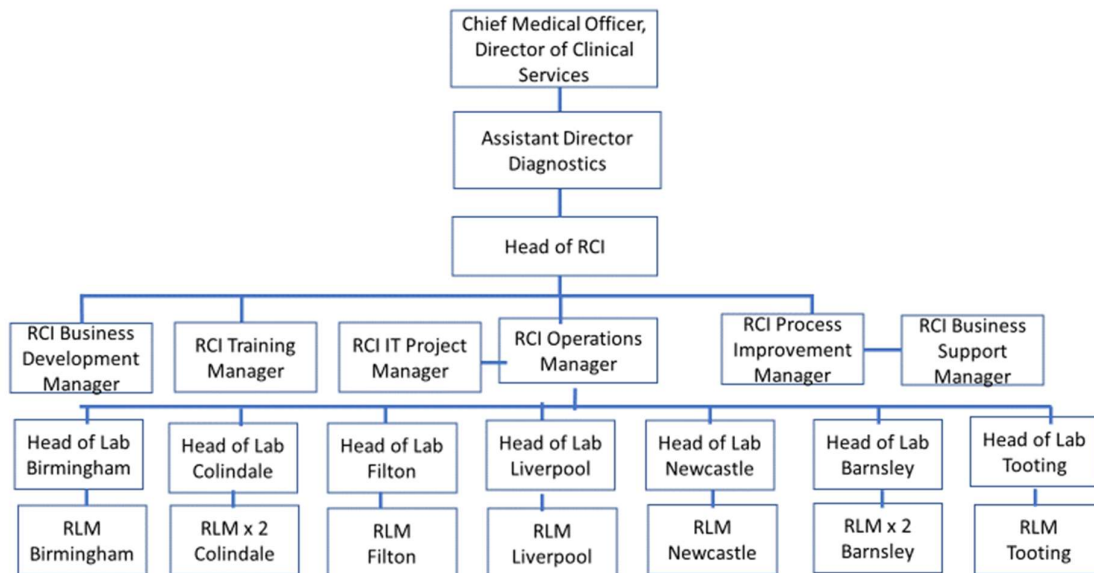 Chief Medical Officer,
Director of Clinical
Services
Assistant Director
Diagnostics
Head of RCI
RCI Business
Development
Manager
RCI Training
Manager
RCI IT Project
Manager
RCI Operations
Manager
RCI Process
Improvement
Manager
RCI Business
Support
Manager
Head of Lab
Birmingham
Head of Lab
Colindale
Head of Lab
Filton
Head of Lab
Liverpool
Head of Lab
Newcastle
Head of Lab
Barnsley
Head of Lab
Tooting
RLM
Birmingham
RLM x 2
Colindale
RLM
Filton
RLM
Liverpool
RLM
Newcastle
RLM x 2
Barnsley
RLM
Tooting